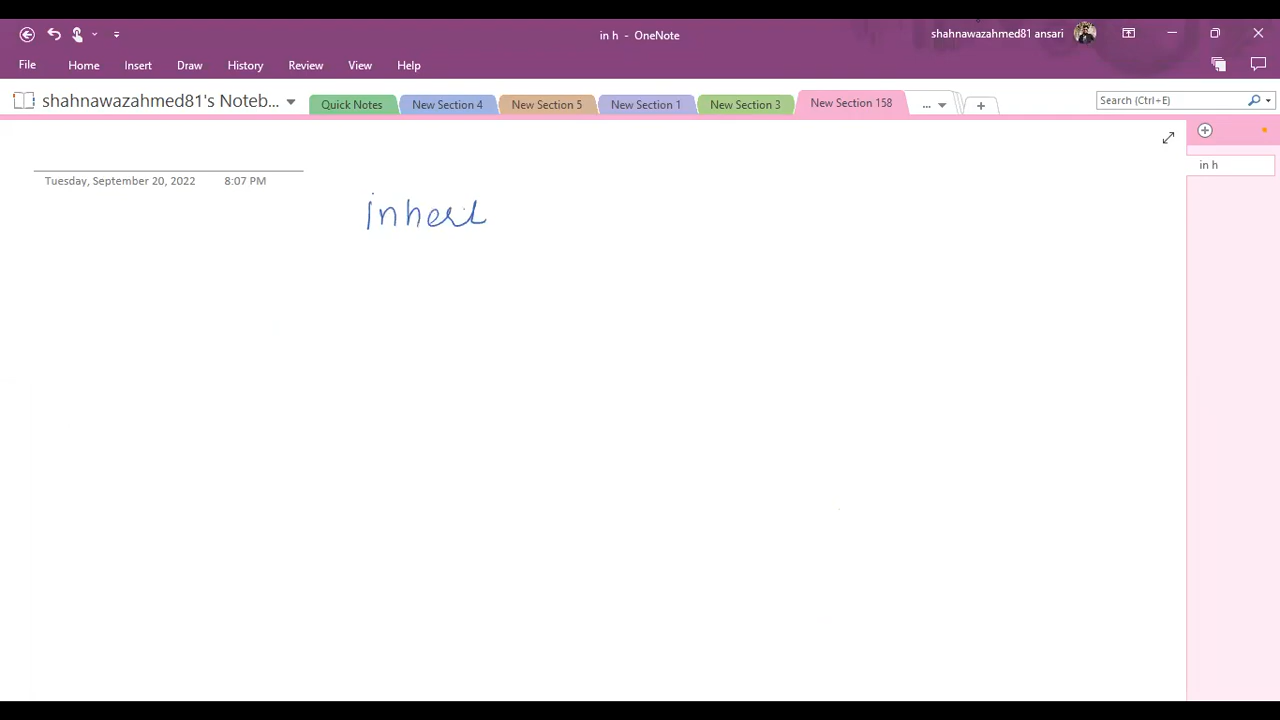 in h - OneNote
shahnawazahmed81 ansari
File Home Insert Draw History Review View Help
shahnawazahmed81's Noteb... Quick Notes New Section 4 New Section 5 New Section 1 New Section 3 New Section 158 ... Search (Ctrl+E)
in h
Tuesday, September 20, 2022 8:07 PM
inherit